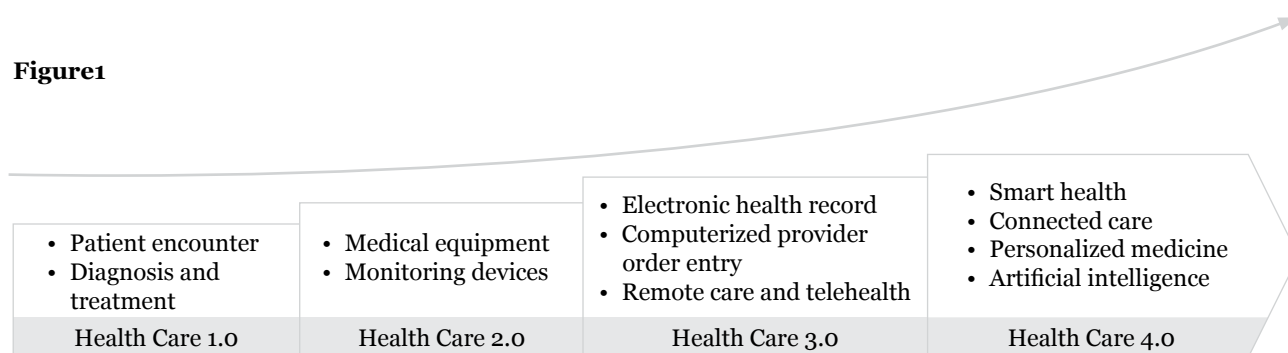 Figure1
• Patient encounter
• Diagnosis and
treatment
Health Care 1.0
• Medical equipment
• Monitoring devices
Health Care 2.0
• Electronic health record
• Computerized provider
order entry
• Remote care and telehealth
Health Care 3.0
• Smart health
• Connected care
• Personalized medicine
• Artificial intelligence
Health Care 4.0